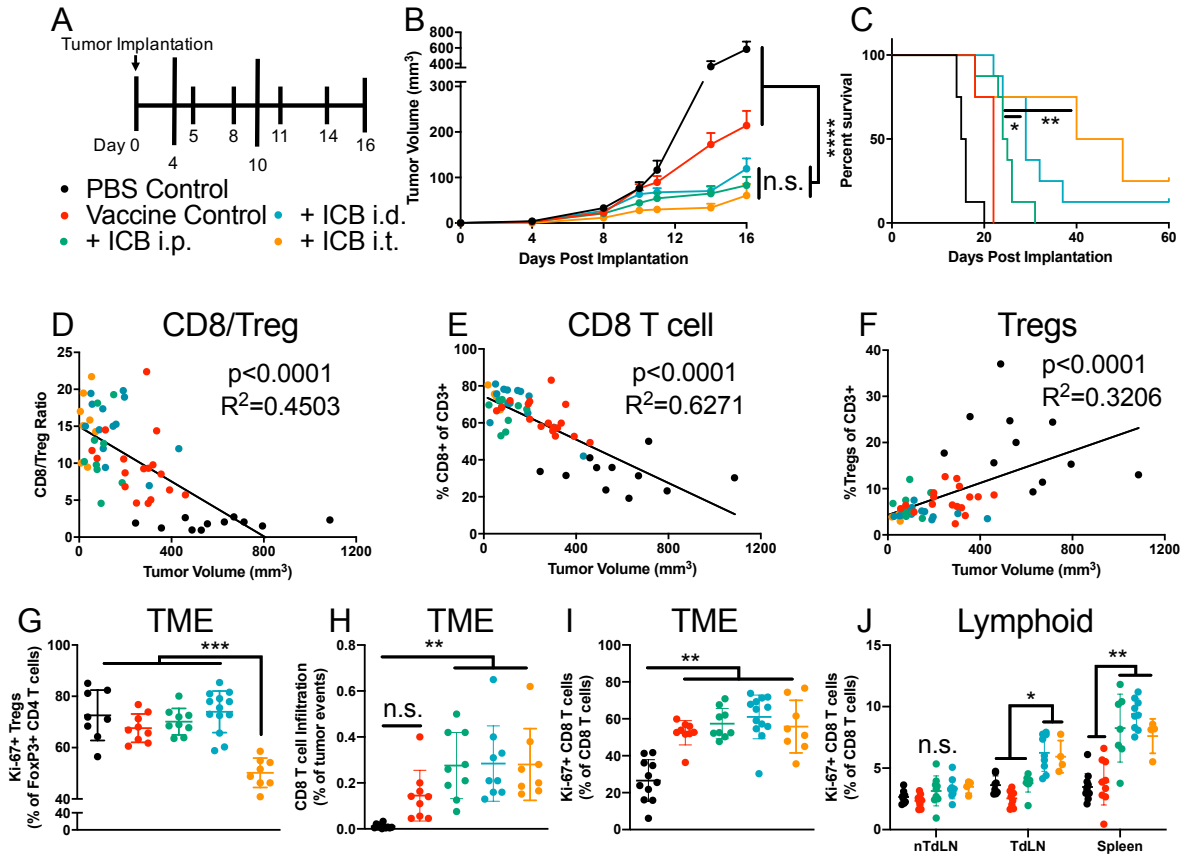 A
Tumor Implantation
Day 0 4 5 8 10 11 14 16
PBS Control
Vaccine Control
+ ICB i.d.
+ ICB i.p.
+ ICB i.t.
B
Tumor Volume (mm3)
800
600
400
200
300
200
100
0
0 4 8 12 16
Days Post Implantation
n.s.
****
C
Percent survival
100
50
0
0 20 40 60
Days Post Implantation
*
**
D CD8/Treg
CD8/Treg Ratio
25
20
15
10
5
0
0 400 800 1200
Tumor Volume (mm3)
p<0.0001
R2=0.4503
E CD8 T cell
% CD8+ of CD3+
100
80
60
40
20
0
0 400 800 1200
Tumor Volume (mm3)
p<0.0001
R2=0.6271
F Tregs
%Tregs of CD3+
40
30
20
10
0
0 400 800 1200
Tumor Volume (mm3)
p<0.0001
R2=0.3206
G TME
Ki-67+ Tregs
(% of FoxP3+ CD4 T cells)
100
80
60
40
40
0
***
H TME
CD8 T cell Infiltration
(% of tumor events)
0.8
0.6
0.4
0.2
0.0
**
n.s.
I TME
Ki-67+ CD8 T cells
(% of CD8 T cells)
100
80
60
40
20
0
**
J Lymphoid
Ki-67+ CD8 T cells
(% of CD8 T cells)
15
10
5
0
n.s.
*
**
nTdLN TdLN Spleen